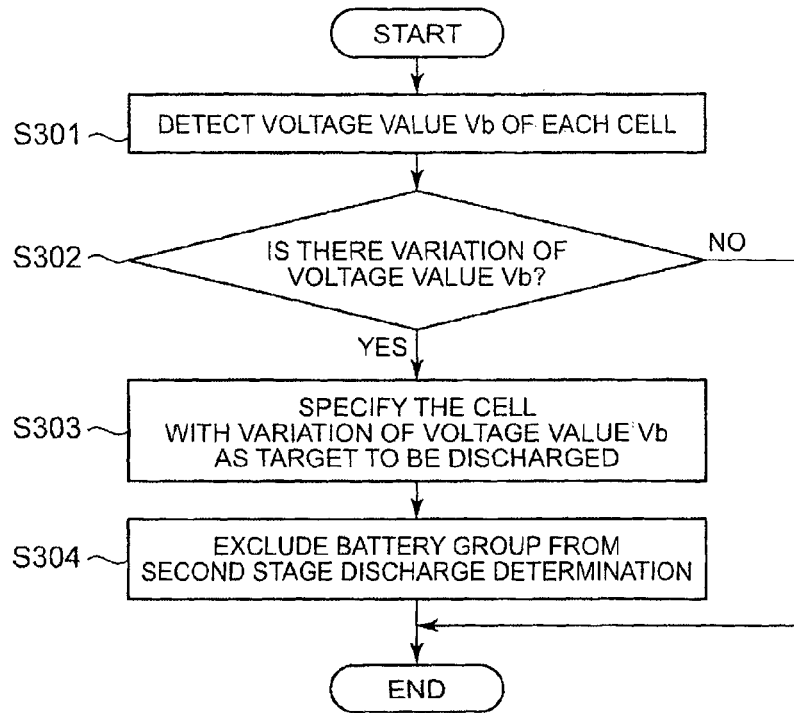 START
S301
DETECT VOLTAGE VALUE Vb OF EACH CELL
S302
IS THERE VARIATION OF
VOLTAGE VALUE Vb?
NO
YES
S303
SPECIFY THE CELL
WITH VARIATION OF VOLTAGE VALUE Vb
AS TARGET TO BE DISCHARGED
S304
EXCLUDE BATTERY GROUP FROM
SECOND STAGE DISCHARGE DETERMINATION
END